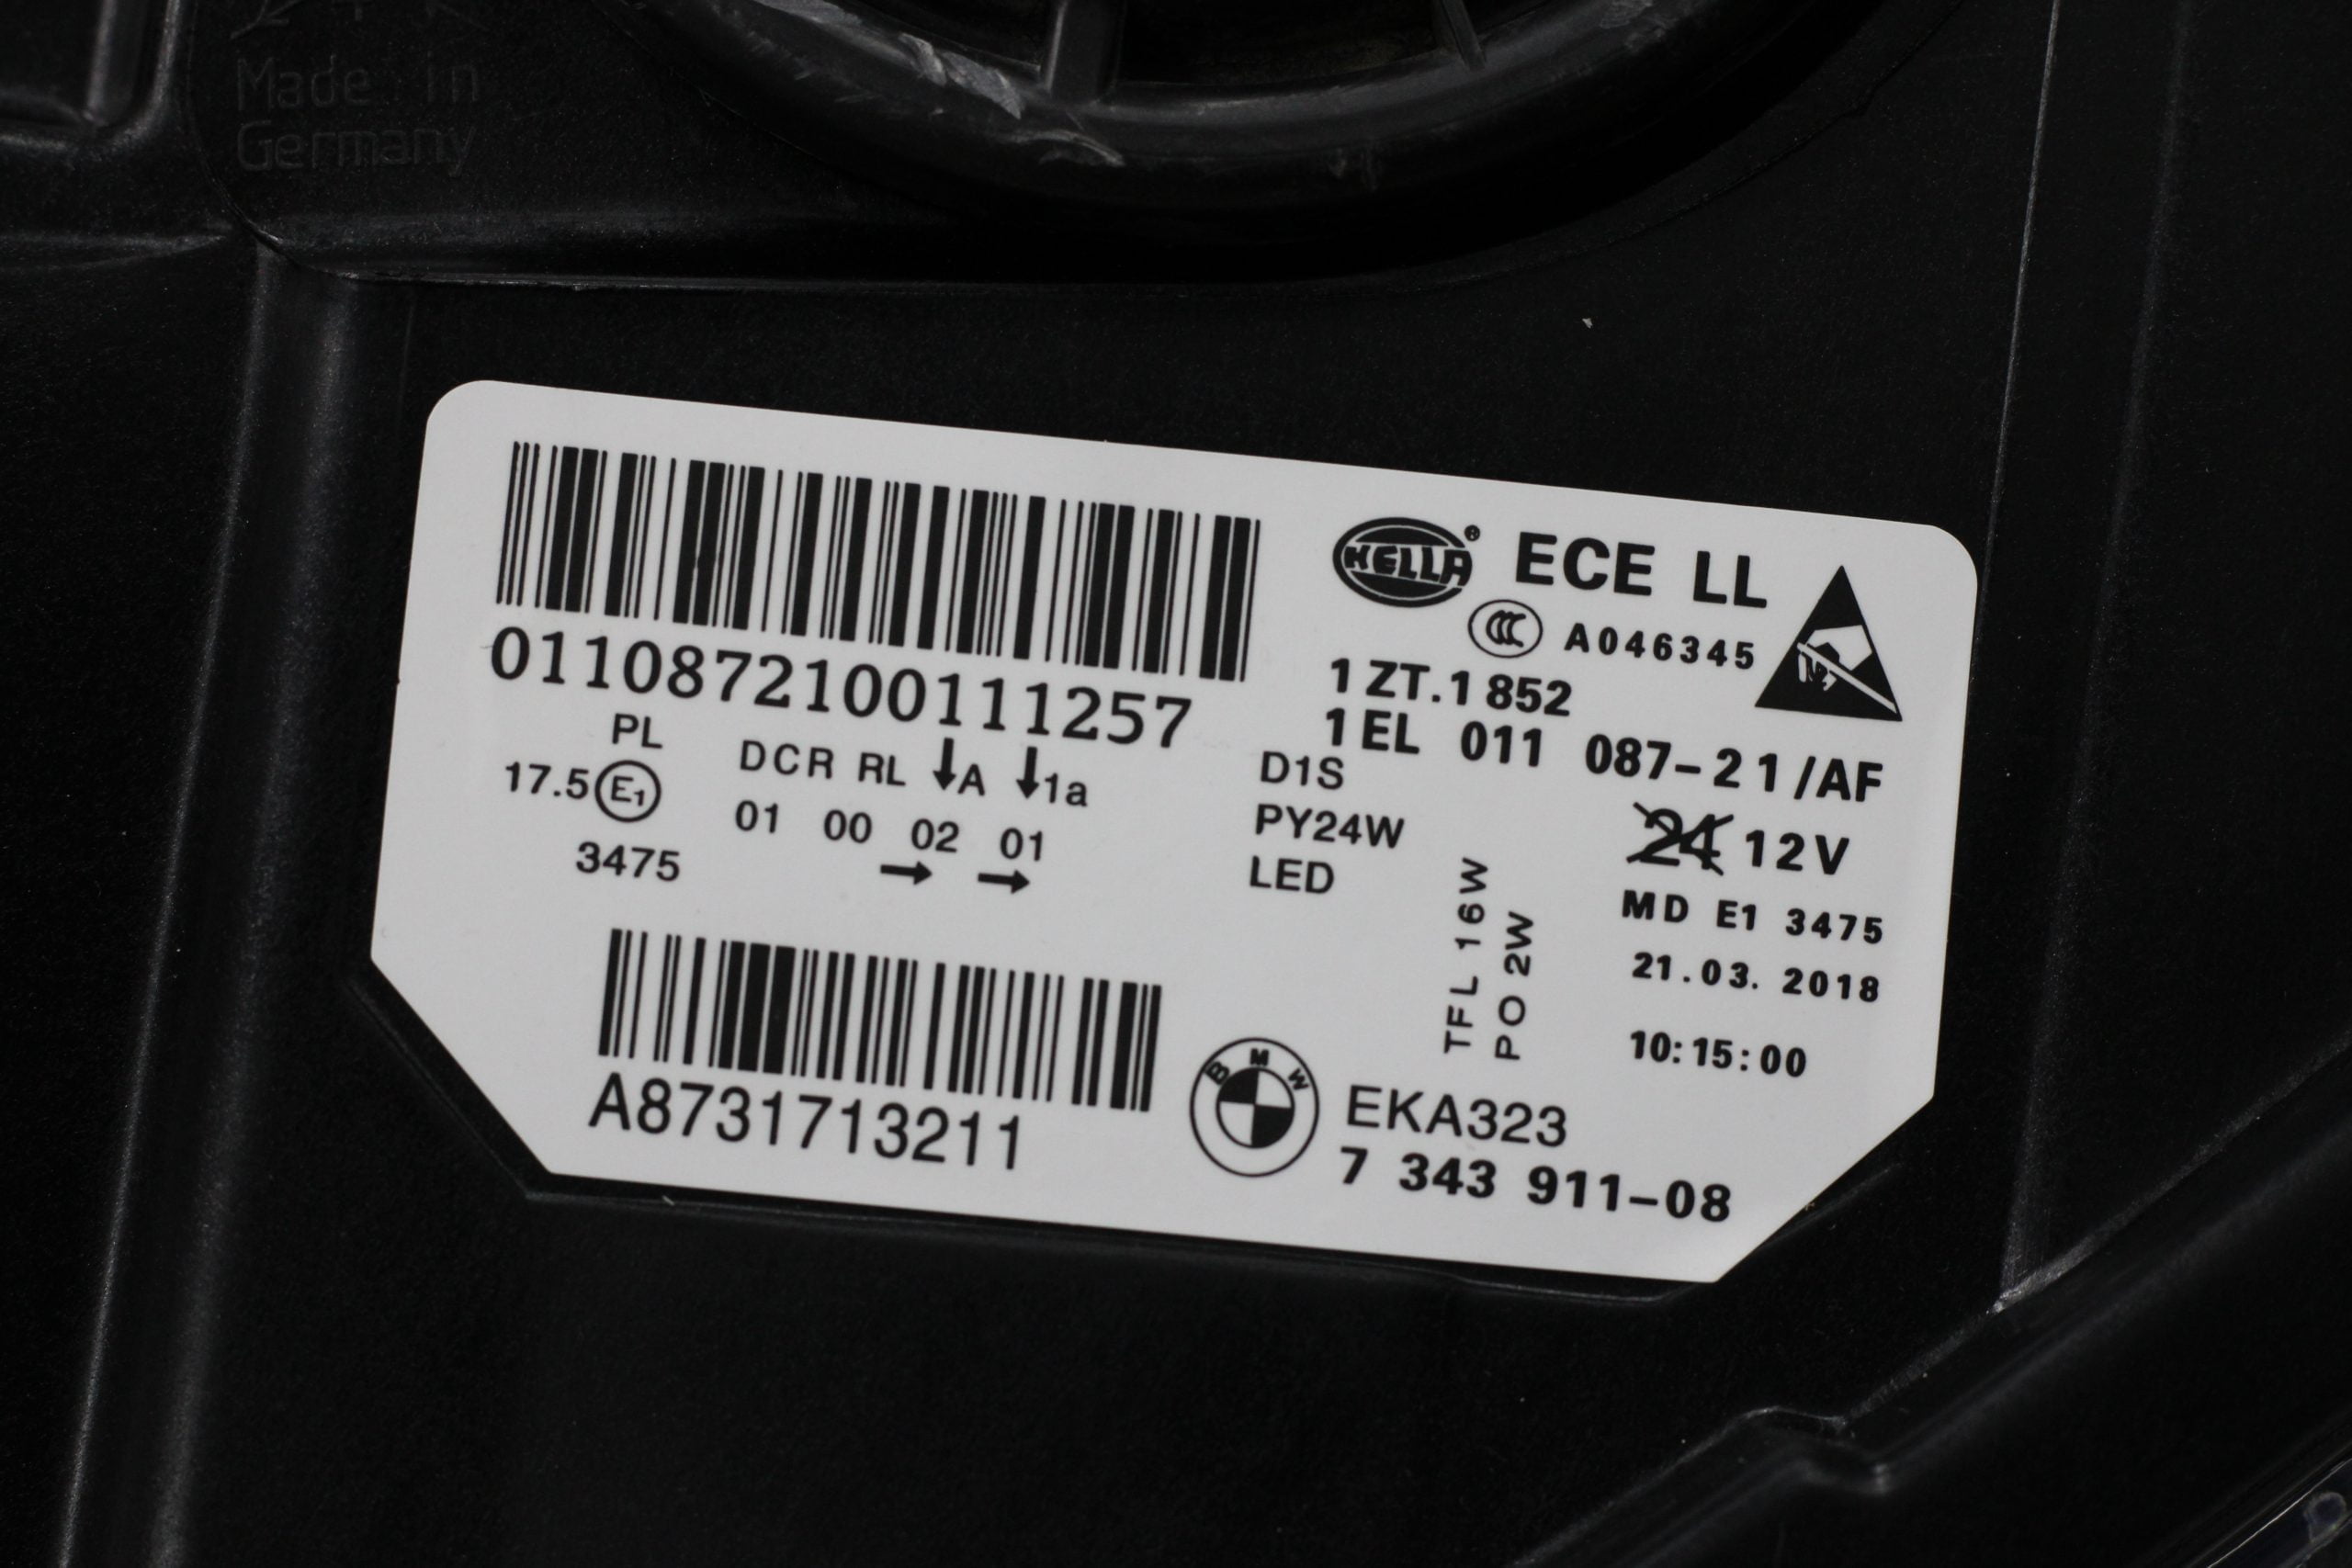 Made in
Germany
0110872100111257
HELLA® ECE LL
CCC A046345
1ZT.1852
1EL 011 087-21/AF
PL
17.5 E1
3475
DCR RL ↓A ↓1a
01 00 02 01
→ →
D1S
PY24W
LED
TFL 16W
PO 2W
24 12V
MD E1 3475
21.03.2018
10:15:00
A8731713211
BMW
EKA323
7 343 911-08